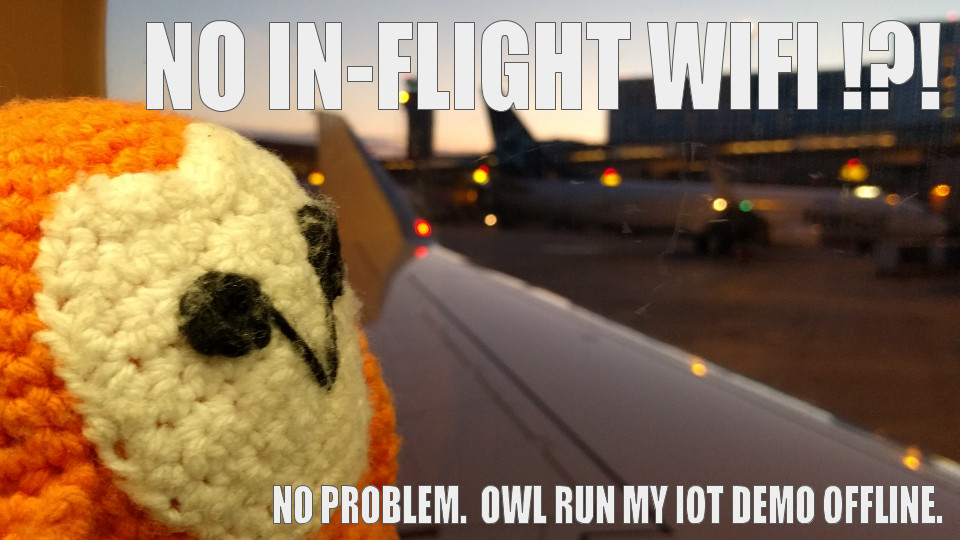 NO IN-FLIGHT WIFI !?!
NO PROBLEM. OWL RUN MY IOT DEMO OFFLINE.